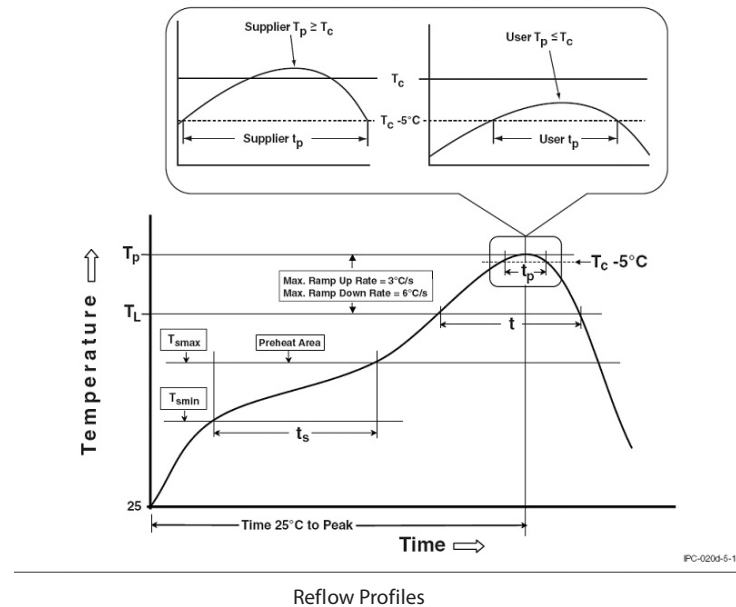 Supplier Tp ≥ Tc
User Tp ≤ Tc
Tc
Tc -5°C
Supplier tp
User tp
Tp
Tc -5°C
tp
Max. Ramp Up Rate = 3°C/s
Max. Ramp Down Rate = 6°C/s
TL
t
Tsmax
Preheat Area
Tsmin
ts
Temperature
25
Time 25°C to Peak
Time
IPC-020d-5-1
Reflow Profiles